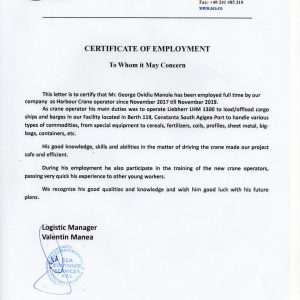 Fax: +40 241 485 310
CERTIFICATE OF EMPLOYMENT
To Whom it May Concern
This letter is to certify that Mr. George Ovidiu Manole has been employed full time by our
company as Harbour Crane operator since November 2017 till November 2019.
As crane operator his main duties was to operate Liebherr LHM 1300 to load/offload cargo
ships and barges in our Facility located in Berth 119, Constanta South Agigea Port to handle various
types of commodities, from special equipment to cereals, fertilizers, coils, profiles, sheet metal, big-
bags, containers, etc.
His good knowledge, skills and abilities in the matter of driving the crane made our project
safe and efficient.
During his employment he also participate in the training of the new crane operators,
passing very quick his experience to other young workers.
We recognize his good qualities and knowledge and wish him good luck with his future
plans.
Logistic Manager
Valentin Manea
SEA
CONTAINER
SERVICES